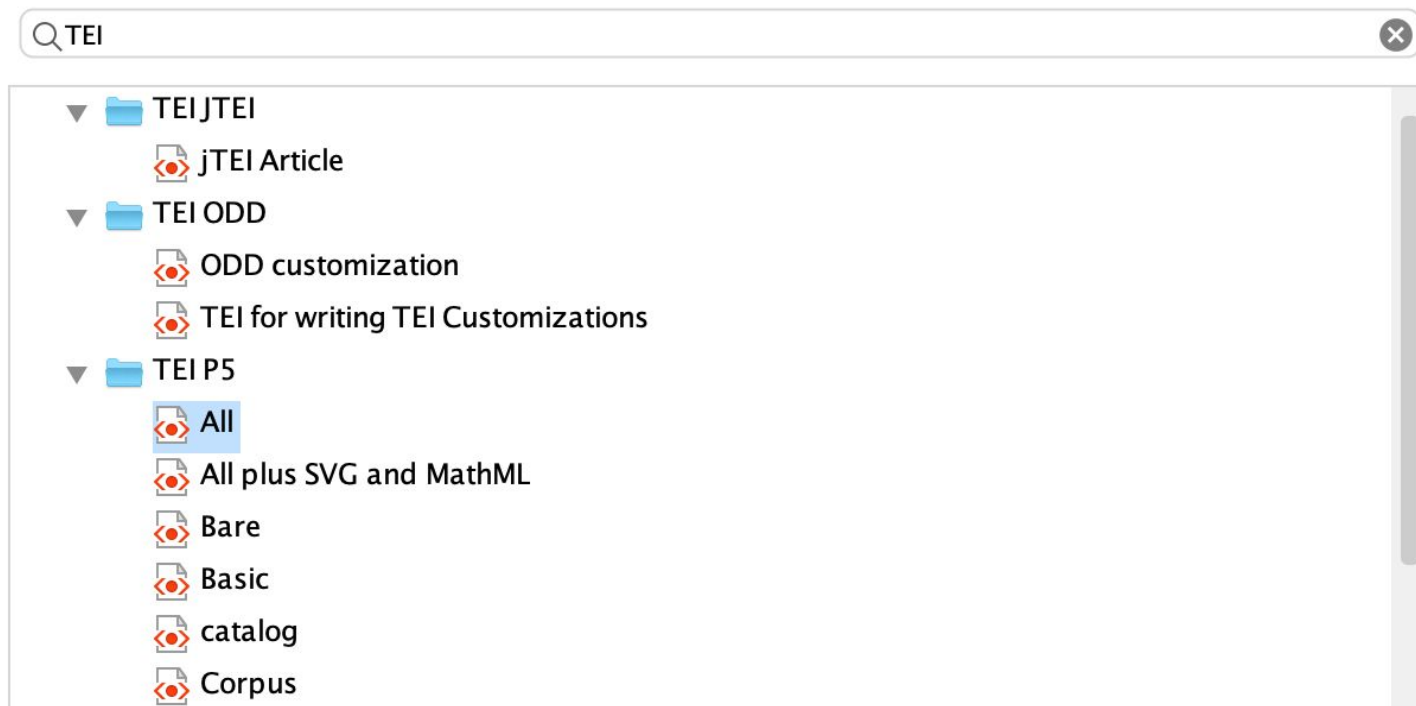 TEI
TEI JTEI
jTEI Article
TEI ODD
ODD customization
TEI for writing TEI Customizations
TEI P5
All
All plus SVG and MathML
Bare
Basic
catalog
Corpus